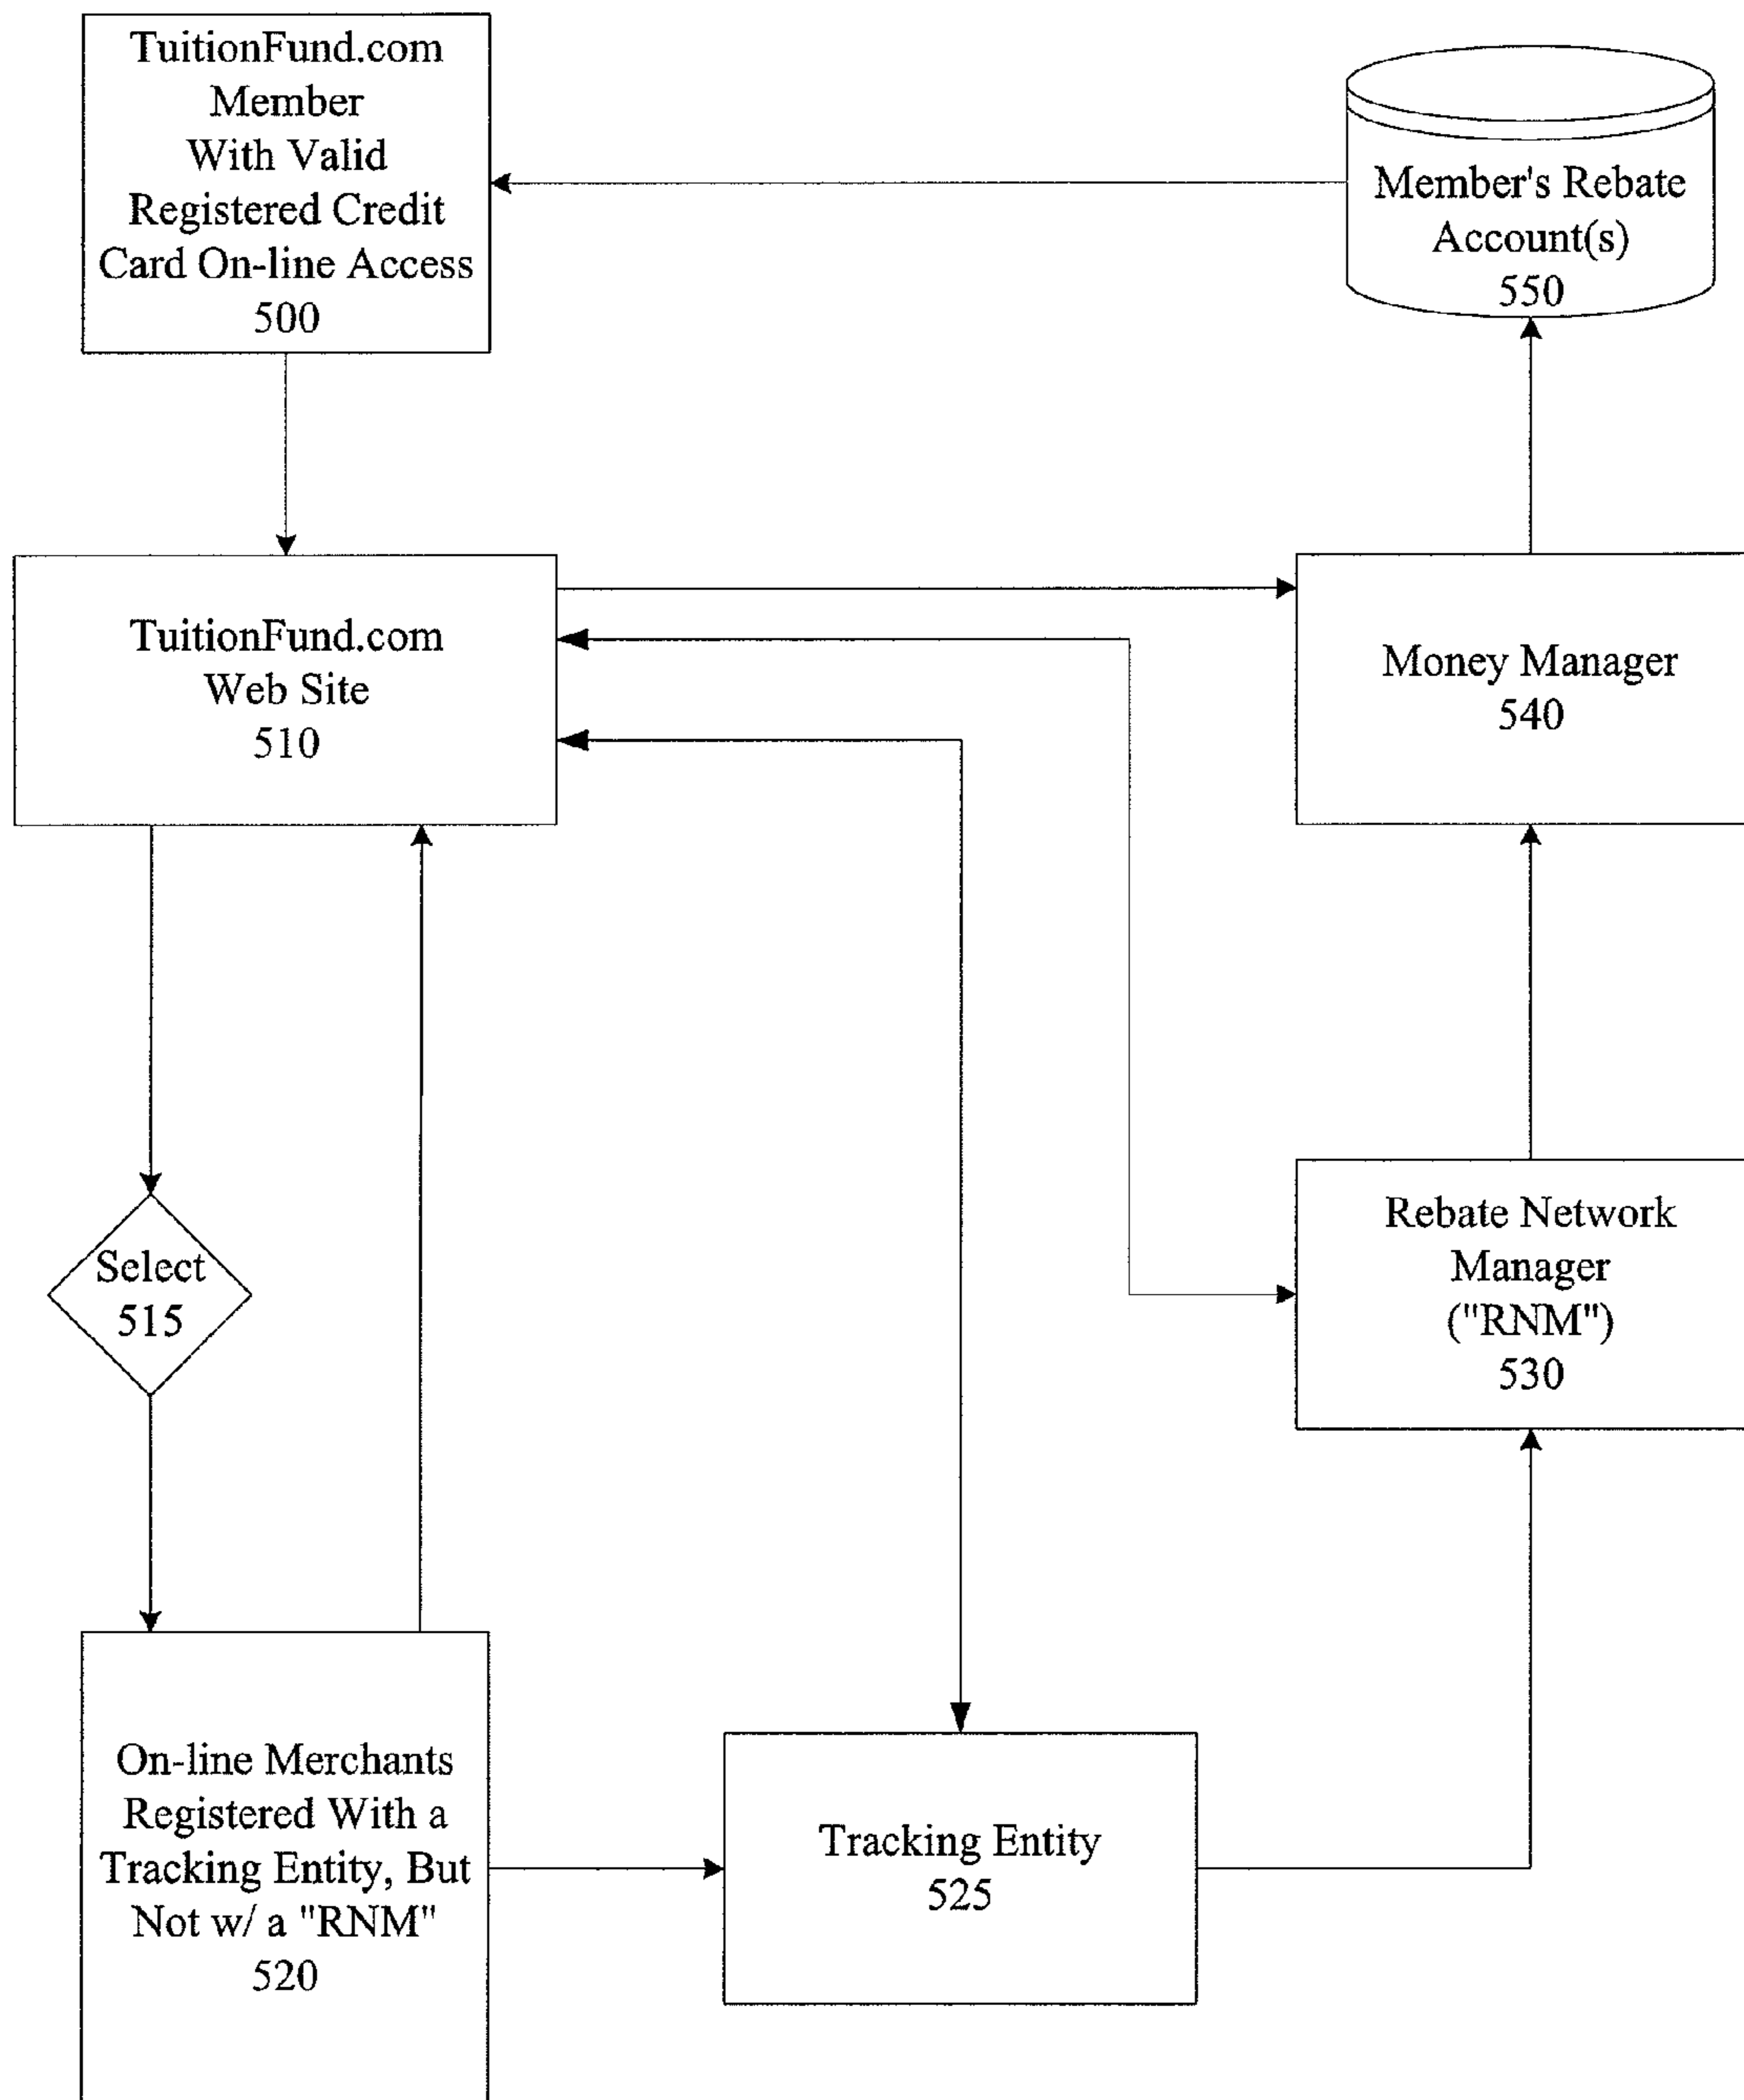 TuitionFund.com
Member
With Valid
Registered Credit
Card On-line Access
500
Member's Rebate
Account(s)
550
TuitionFund.com
Web Site
510
Money Manager
540
Select
515
Rebate Network
Manager
("RNM")
530
On-line Merchants
Registered With a
Tracking Entity, But
Not w/ a "RNM"
520
Tracking Entity
525